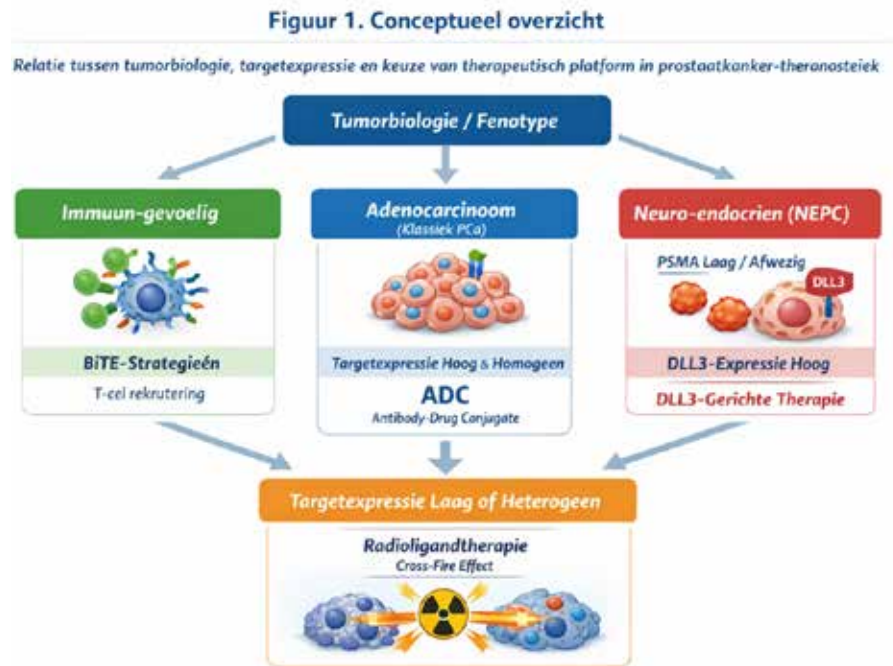 Figuur 1. Conceptueel overzicht
Relatie tussen tumorbiologie, targetexpressie en keuze van therapeutisch platform in prostaatkanker-theranosteiek
Tumorbiologie / Fenotype
Immuun-gevoelig
BiTE-Strategieén
T-cel rekrutering
Adenocarcinoom
(Klassiek PCa)
Targetexpressie Hoog & Homogeen
ADC
Antibody-Drug Conjugate
Neuro-endocrien (NEPC)
PSMA Laag / Afwezig
DLL3
DLL3-Expressie Hoog
DLL3-Gerichte Therapie
Targetexpressie Laag of Heterogeen
Radioligandtherapie
Cross-Fire Effect